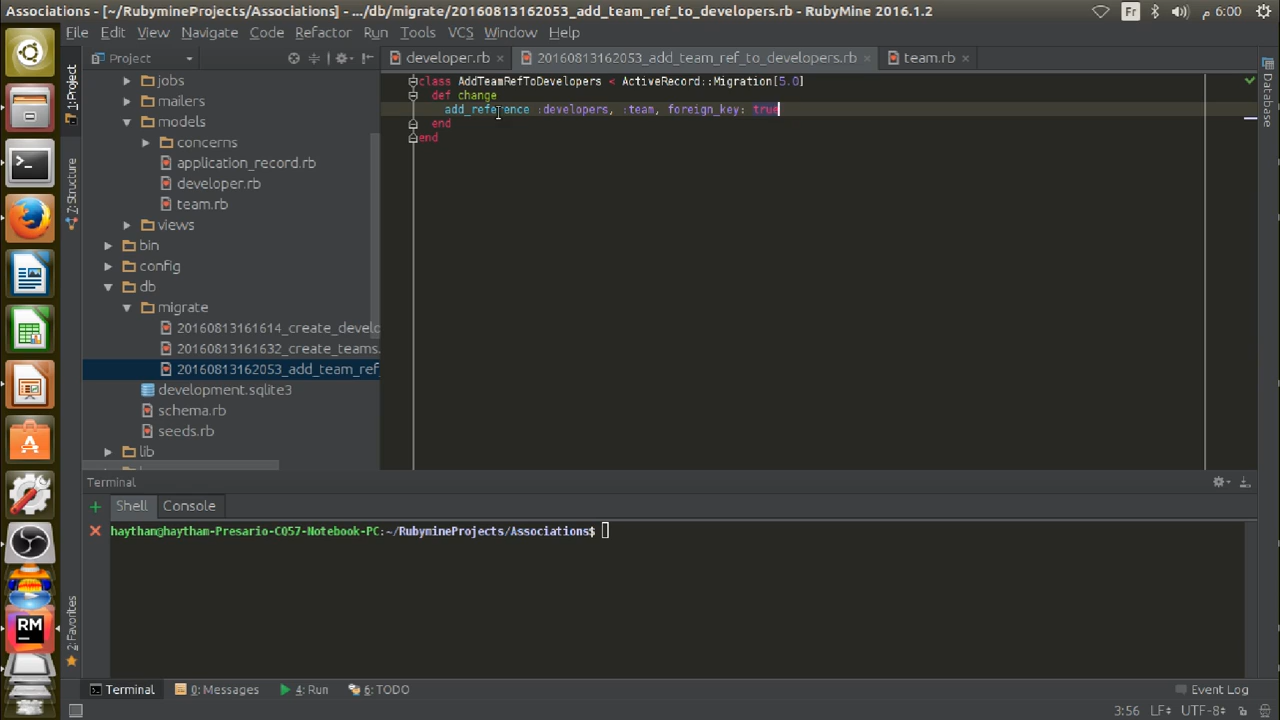 Associations - [~/RubymineProjects/Associations] - .../db/migrate/20160813162053_add_team_ref_to_developers.rb - RubyMine 2016.1.2
Fr
6:00 م
File Edit View Navigate Code Refactor Run Tools VCS Window Help
1: Project
Z: Structure
2: Favorites
Project
jobs
mailers
models
concerns
application_record.rb
developer.rb
team.rb
views
bin
config
db
migrate
20160813161614_create_develo
20160813161632_create_teams.
20160813162053_add_team_ref_
development.sqlite3
schema.rb
seeds.rb
lib
developer.rb
20160813162053_add_team_ref_to_developers.rb
team.rb
class AddTeamRefToDevelopers < ActiveRecord::Migration[5.0]
def change
add_reference :developers, :team, foreign_key: true
end
end
Database
Terminal
Shell Console
haytham@haytham-Presario-CQ57-Notebook-PC:~/RubymineProjects/Associations$
RM
Terminal
0: Messages
4: Run
6: TODO
Event Log
3:56 LF UTF-8